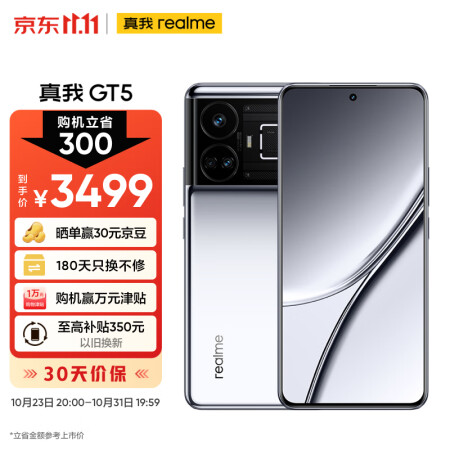 京东11.11
真我 realme
真我 GT5
购机立省
300
到手价 ¥3499
晒单赢30元京豆
180天只换不修
1万
购机赢万元津贴
至高补贴350元
以旧换新
30天价保
10月23日 20:00-10月31日 19:59
*立省金额参考上市价
realme